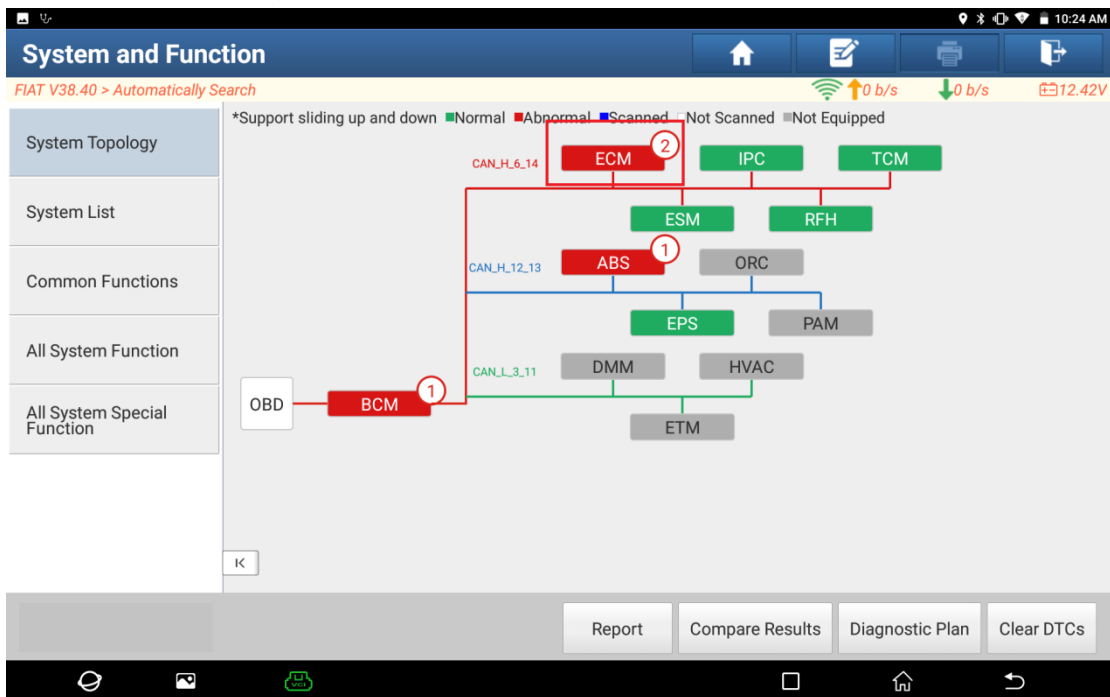 10:24 AM
System and Function
FIAT V38.40 > Automatically Search
0 b/s
0 b/s
12.42V
System Topology
System List
Common Functions
All System Function
All System Special
Function
*Support sliding up and down Normal Abnormal Scanned Not Scanned Not Equipped
CAN_H_6_14
ECM
2
IPC
TCM
ESM
RFH
CAN_H_12_13
ABS
1
ORC
EPS
PAM
CAN_L_3_11
DMM
HVAC
OBD
BCM
1
ETM
Report
Compare Results
Diagnostic Plan
Clear DTCs
VCI